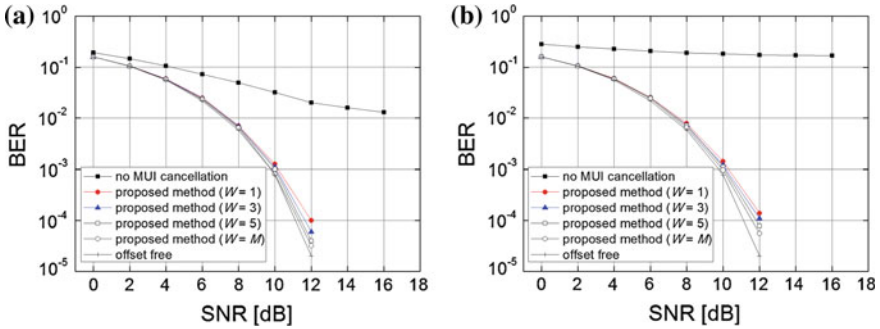 (a)
10^0
10^-1
10^-2
10^-3
10^-4
10^-5
BER
no MUI cancellation
proposed method (W = 1)
proposed method (W = 3)
proposed method (W = 5)
proposed method (W = M)
offset free
0 2 4 6 8 10 12 14 16 18
SNR [dB]
(b)
10^0
10^-1
10^-2
10^-3
10^-4
10^-5
BER
no MUI cancellation
proposed method (W = 1)
proposed method (W = 3)
proposed method (W = 5)
proposed method (W = M)
offset free
0 2 4 6 8 10 12 14 16 18
SNR [dB]